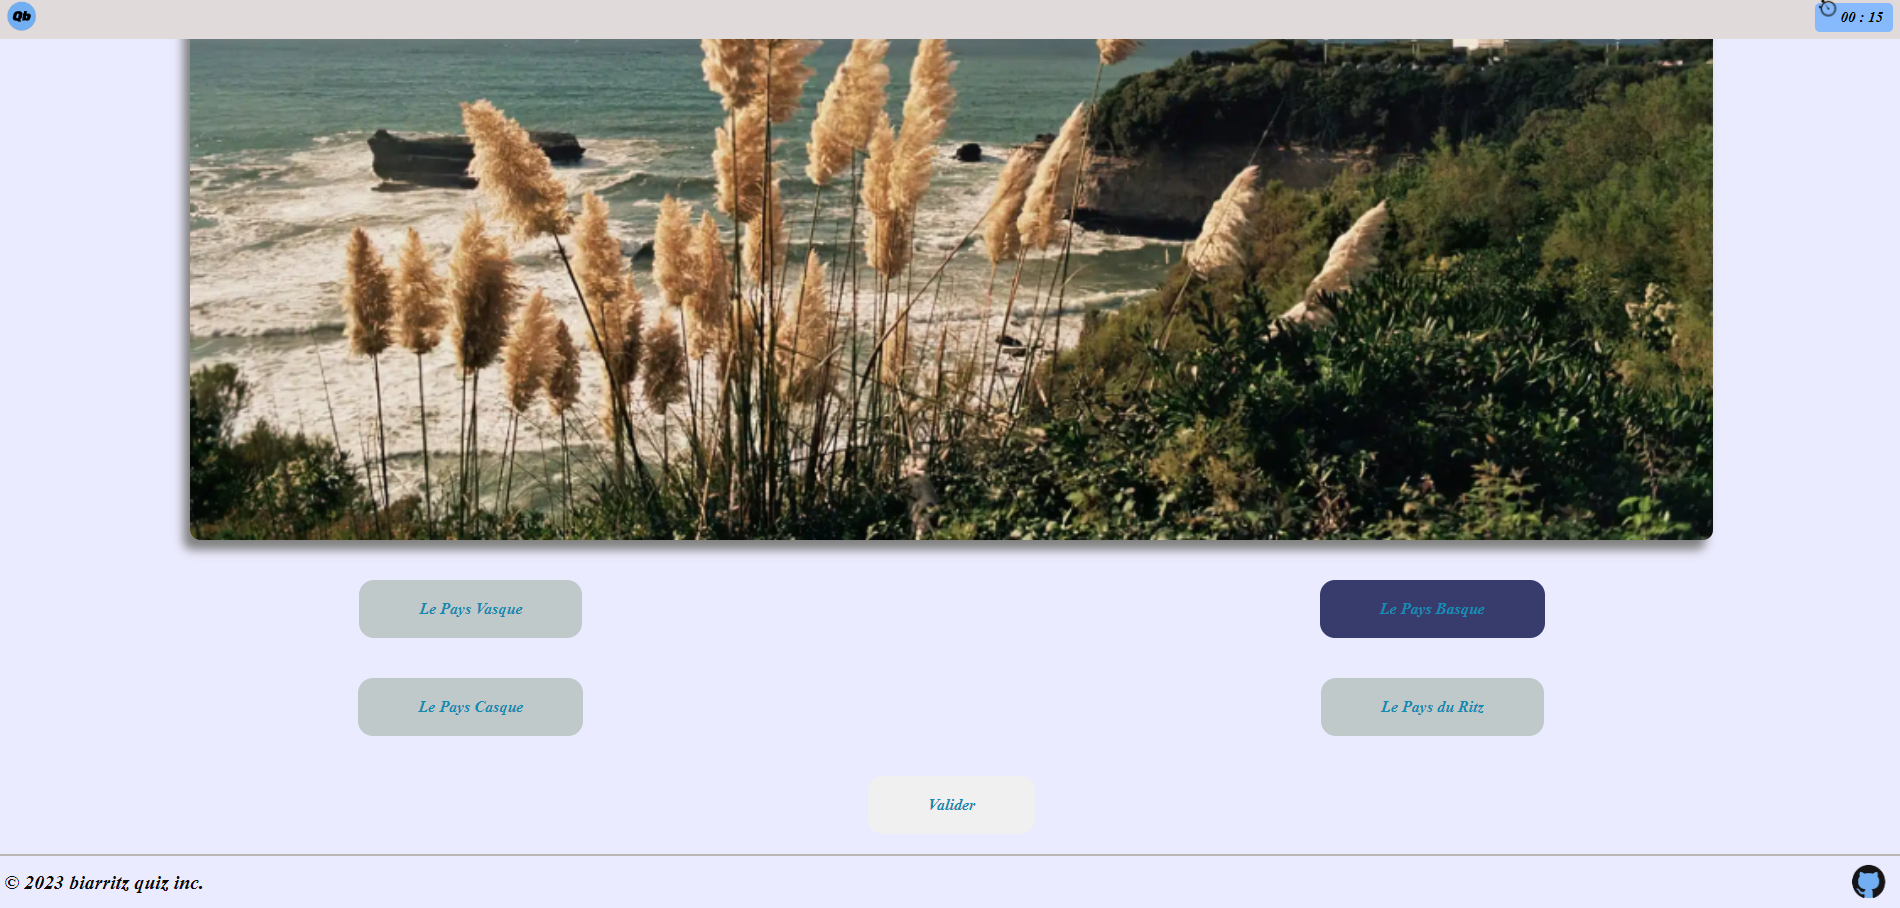 Qb
00 : 15
Le Pays Vasque
Le Pays Basque
Le Pays Casque
Le Pays du Ritz
Valider
© 2023 biarritz quiz inc.